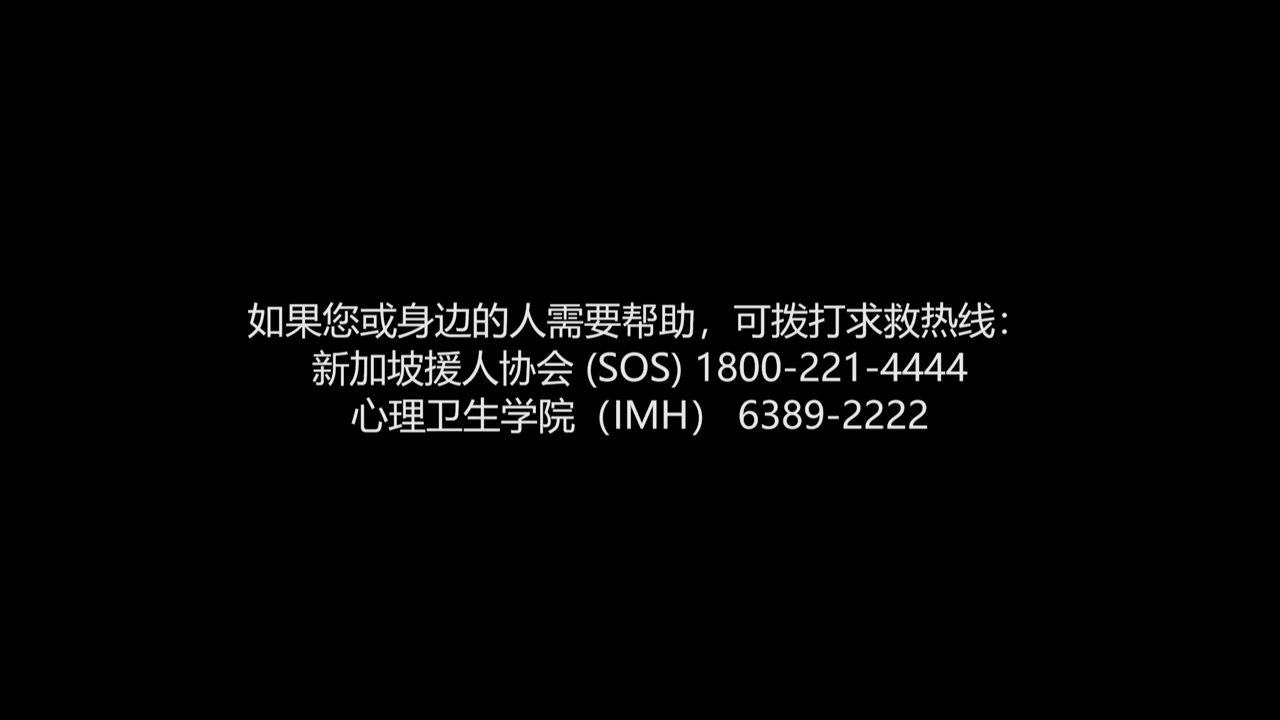 如果您或身边的人需要帮助，可拨打求救热线：
新加坡援人协会 (SOS) 1800-221-4444
心理卫生学院（IMH） 6389-2222